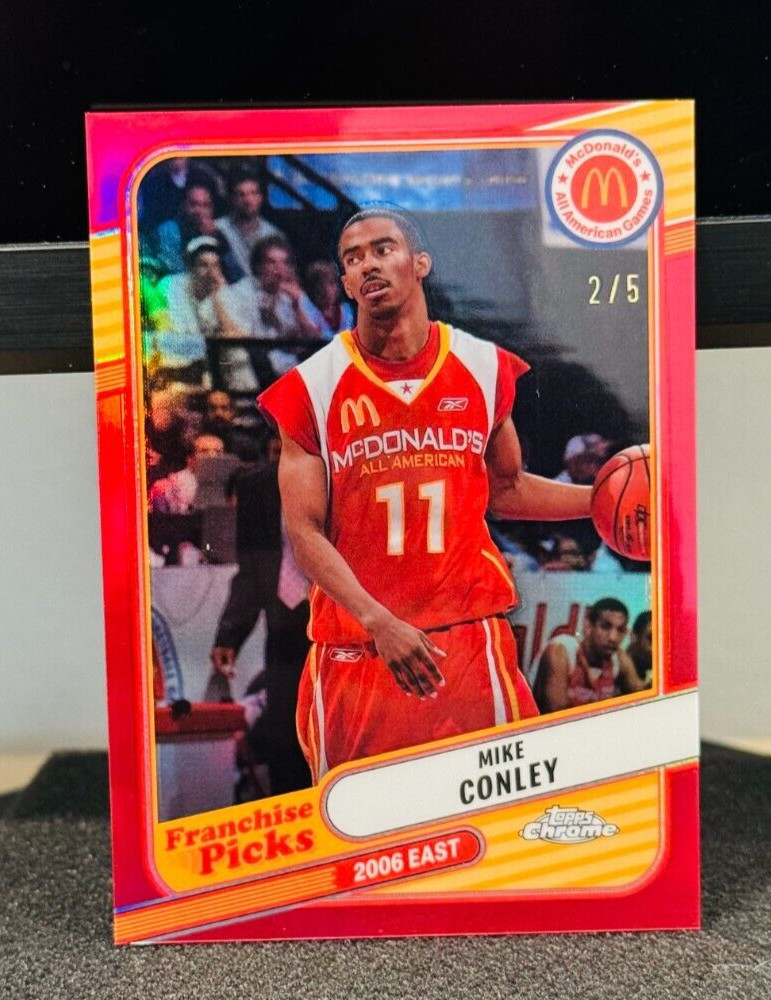 McDonald's
All American Games
2/5
McDONALD'S
ALL AMERICAN
11
MIKE
CONLEY
Franchise
Picks
2006 EAST
Topps
Chrome